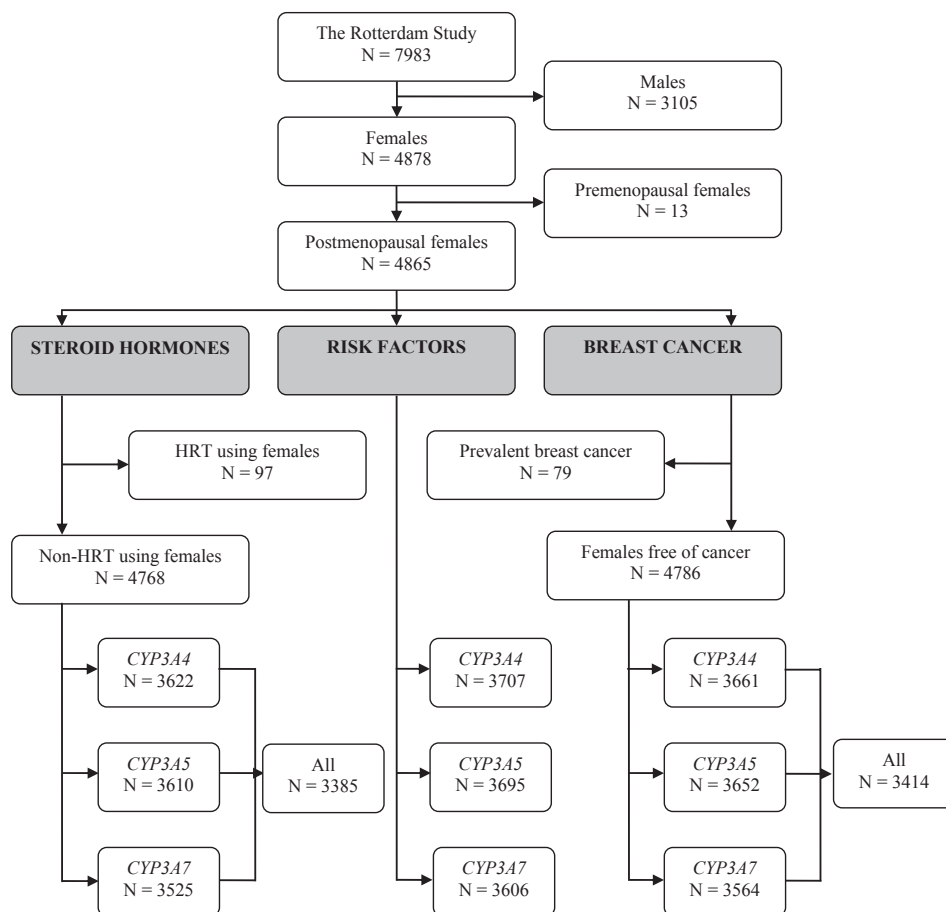 The Rotterdam Study
N = 7983
Males
N = 3105
Females
N = 4878
Premenopausal females
N = 13
Postmenopausal females
N = 4865
STEROID HORMONES
RISK FACTORS
BREAST CANCER
HRT using females
N = 97
Prevalent breast cancer
N = 79
Non-HRT using females
N = 4768
Females free of cancer
N = 4786
CYP3A4
N = 3622
CYP3A4
N = 3707
CYP3A4
N = 3661
CYP3A5
N = 3610
All
N = 3385
CYP3A5
N = 3695
CYP3A5
N = 3652
All
N = 3414
CYP3A7
N = 3525
CYP3A7
N = 3606
CYP3A7
N = 3564